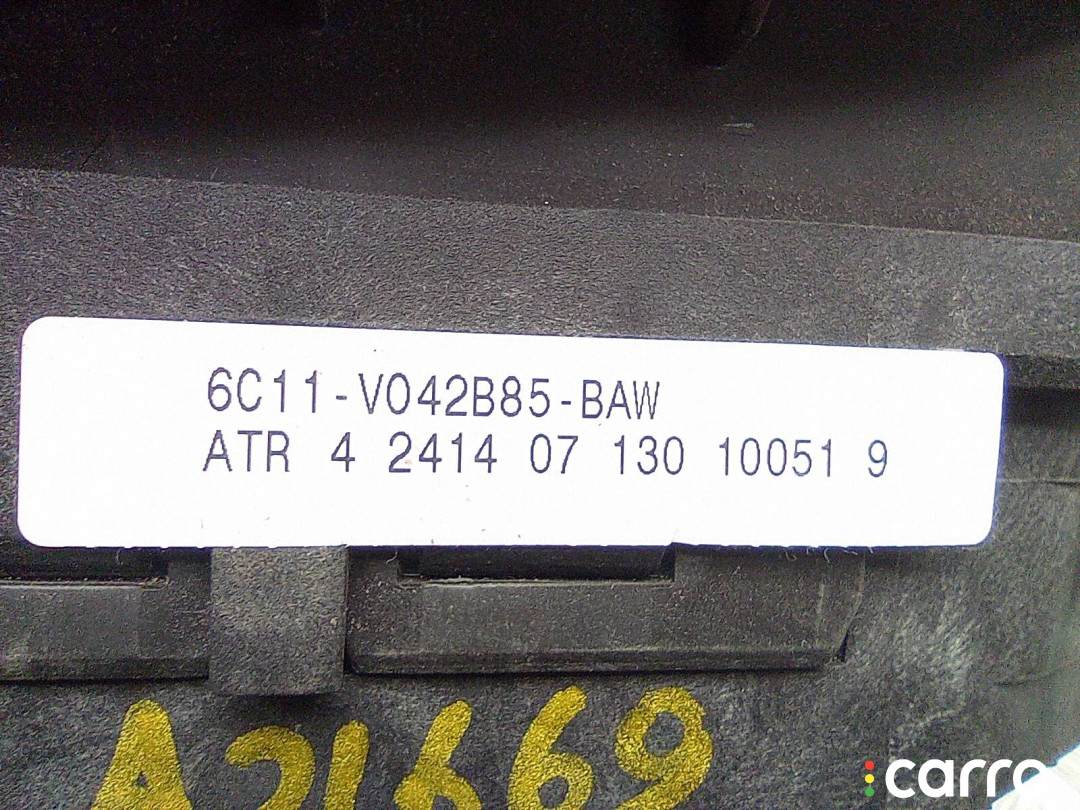 6C11-V042B85-BAW
ATR 4 2414 07 130 10051 9
A21669
carro